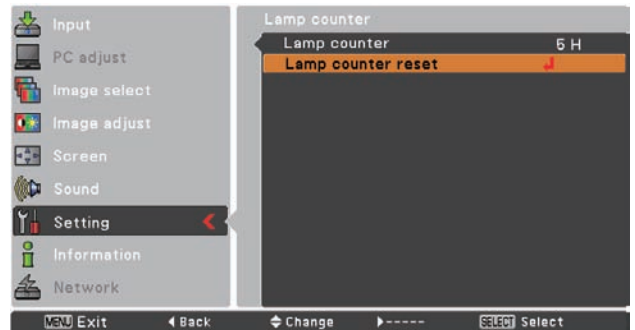 Input
PC adjust
Image select
Image adjust
Screen
Sound
Setting
Information
Network
Lamp counter
Lamp counter 5 H
Lamp counter reset
MENU Exit ◀ Back Change ▶----- SELECT Select